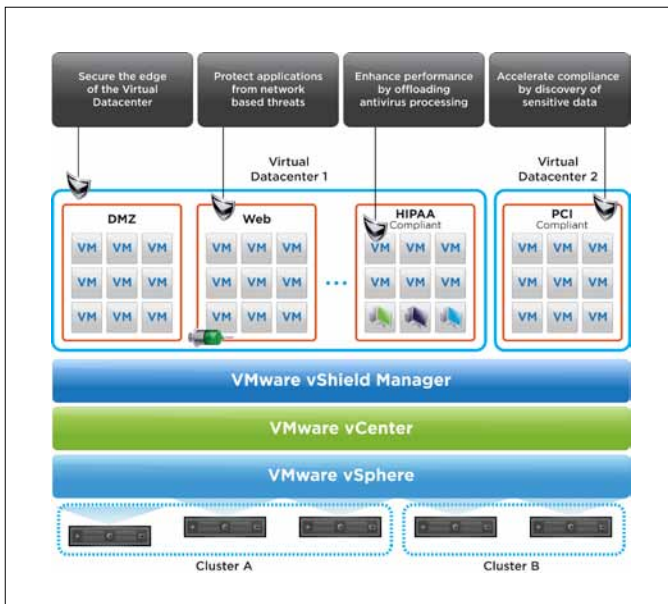 Secure the edge
of the Virtual
Datacenter
Protect applications
from network
based threats
Enhance performance
by offloading
antivirus processing
Accelerate compliance
by discovery of
sensitive data
Virtual
Datacenter 1
Virtual
Datacenter 2
DMZ
VM VM VM
VM VM VM
VM VM VM
Web
VM VM VM
VM VM VM
VM VM VM
...
HIPAA
Compliant
VM VM VM
VM VM VM
PCI
Compliant
VM VM VM
VM VM VM
VM VM VM
VMware vShield Manager
VMware vCenter
VMware vSphere
Cluster A
Cluster B